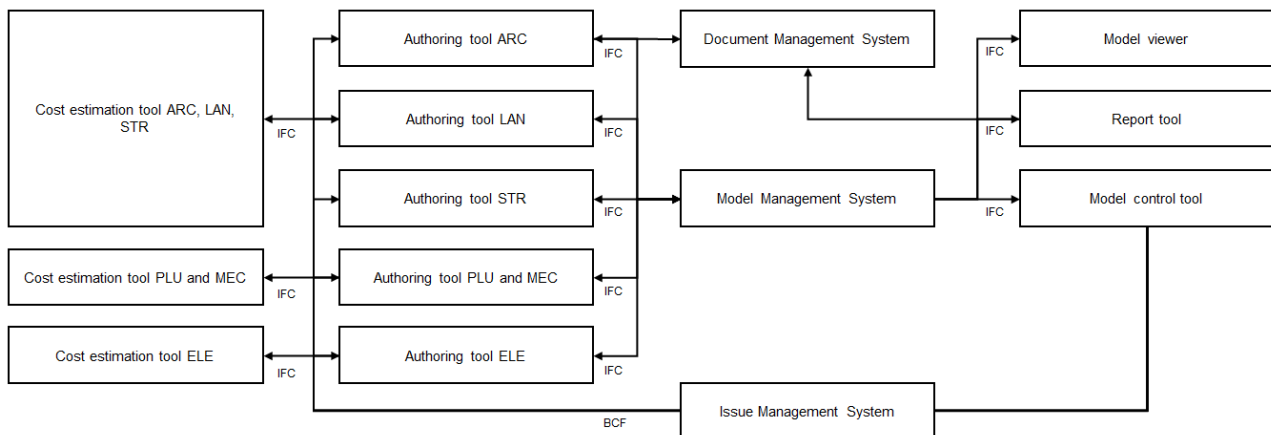 Authoring tool ARC
IFC
Document Management System
IFC
Model viewer
Cost estimation tool ARC, LAN,
STR
IFC
Authoring tool LAN
IFC
IFC
Report tool
Authoring tool STR
IFC
Model Management System
IFC
Model control tool
Cost estimation tool PLU and MEC
IFC
Authoring tool PLU and MEC
IFC
Cost estimation tool ELE
IFC
Authoring tool ELE
IFC
BCF
Issue Management System